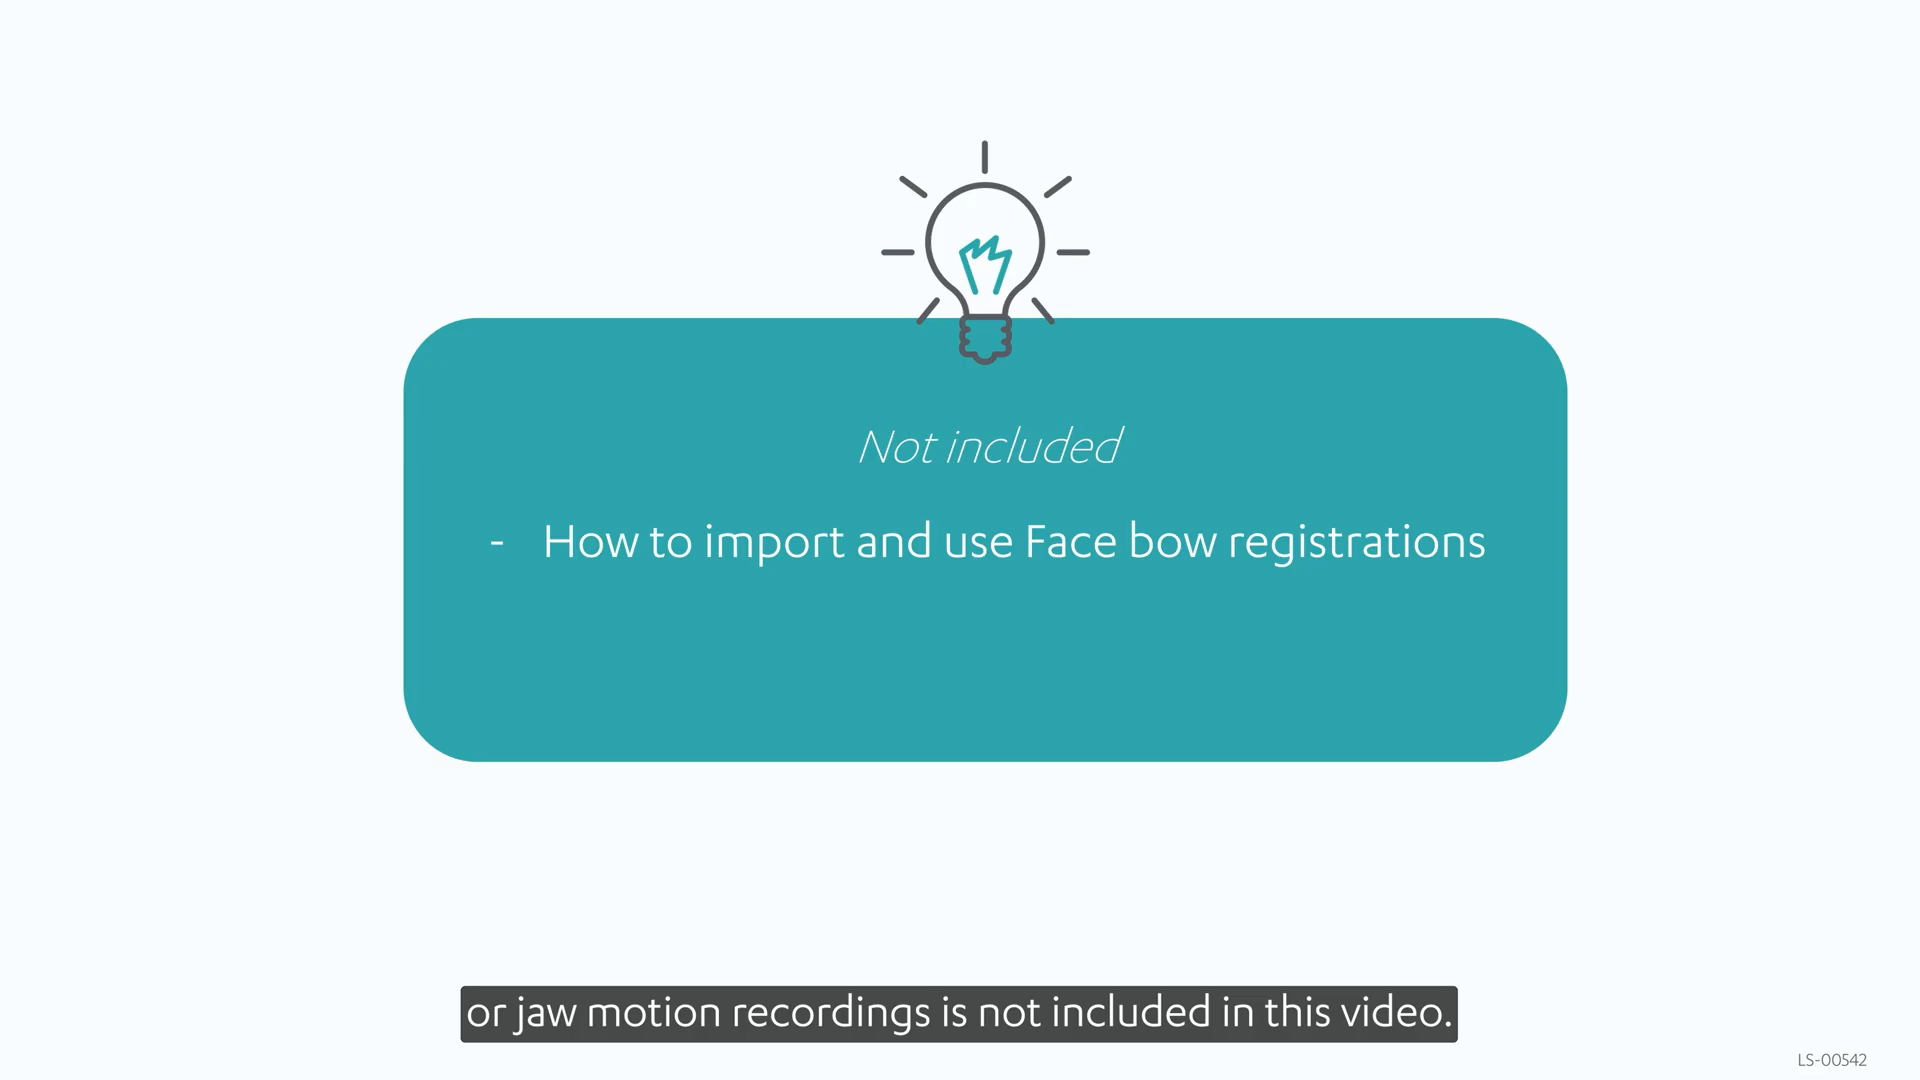 Not included
- How to import and use Face bow registrations
or jaw motion recordings is not included in this video.
LS-00542